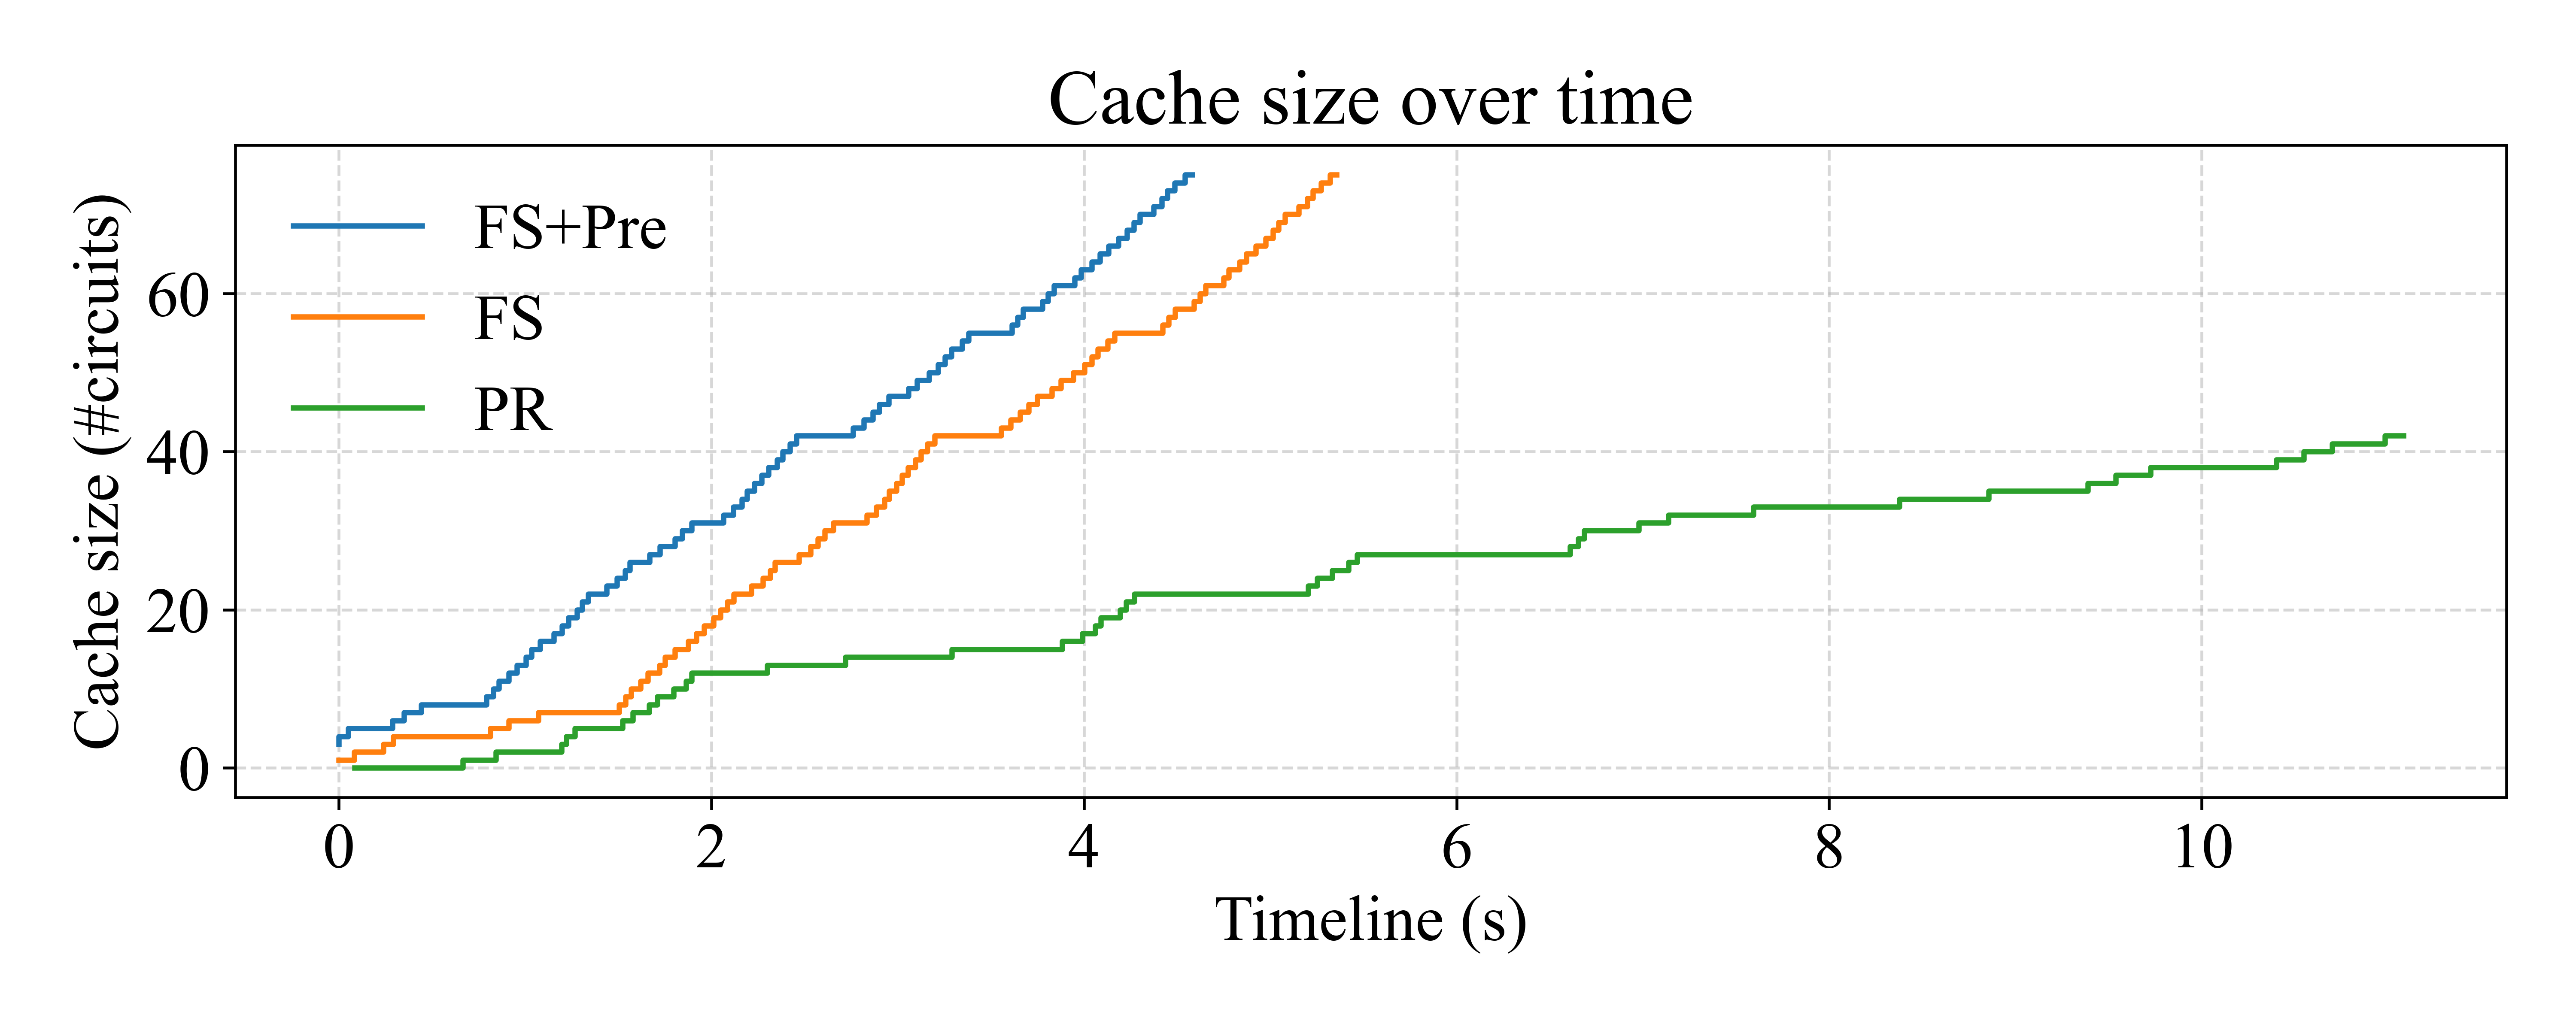 Cache size over time
Cache size (#circuits)
FS+Pre
FS
PR
60
40
20
0
0 2 4 6 8 10
Timeline (s)